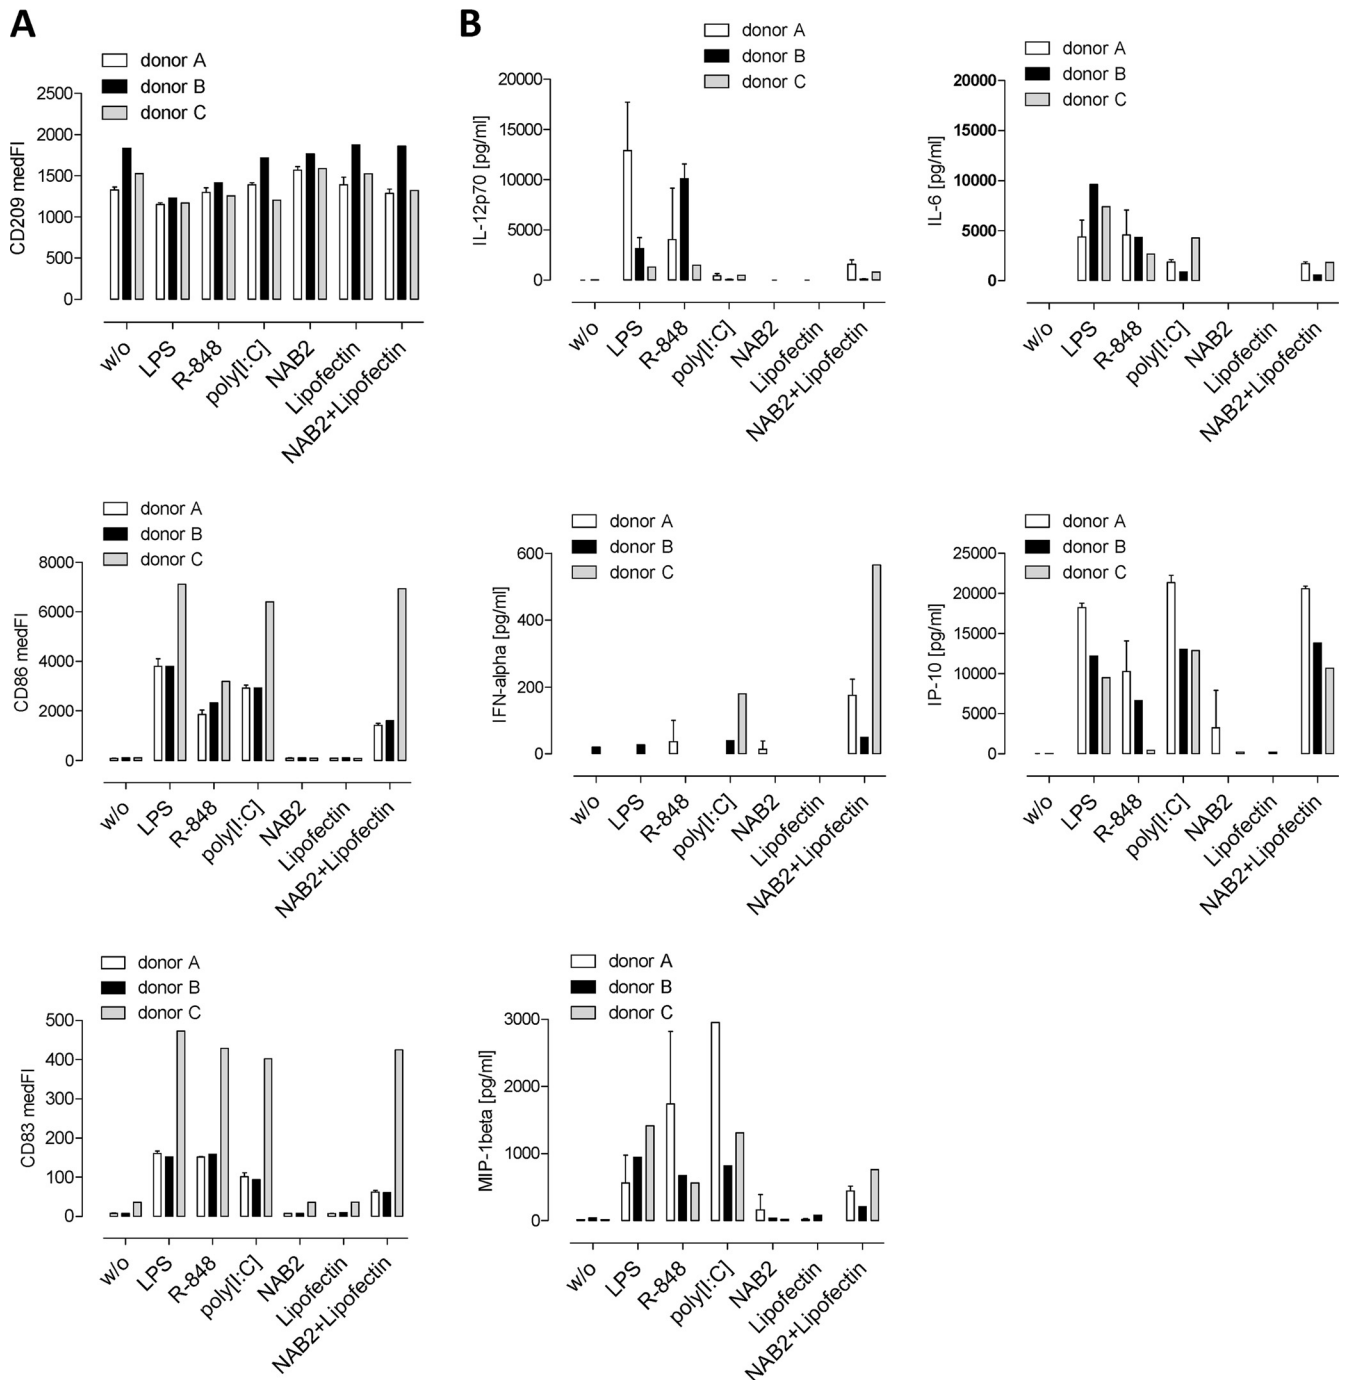 A
donor A
donor B
donor C
CD209 medFI
2500
2000
1500
1000
500
0
w/o
LPS
R-848
poly[I:C]
NAB2
Lipofectin
NAB2+Lipofectin
donor A
donor B
donor C
CD86 medFI
8000
6000
4000
2000
0
w/o
LPS
R-848
poly[I:C]
NAB2
Lipofectin
NAB2+Lipofectin
donor A
donor B
donor C
CD83 medFI
500
400
300
200
100
0
w/o
LPS
R-848
poly[I:C]
NAB2
Lipofectin
NAB2+Lipofectin
B
donor A
donor B
donor C
IL-12p70 [pg/ml]
20000
15000
10000
5000
0
w/o
LPS
R-848
poly[I:C]
NAB2
Lipofectin
NAB2+Lipofectin
donor A
donor B
donor C
IL-6 [pg/ml]
20000
15000
10000
5000
0
w/o
LPS
R-848
poly[I:C]
NAB2
Lipofectin
NAB2+Lipofectin
donor A
donor B
donor C
IFN-alpha [pg/ml]
600
400
200
0
w/o
LPS
R-848
poly[I:C]
NAB2
Lipofectin
NAB2+Lipofectin
donor A
donor B
donor C
IP-10 [pg/ml]
25000
20000
15000
10000
5000
0
w/o
LPS
R-848
poly[I:C]
NAB2
Lipofectin
NAB2+Lipofectin
donor A
donor B
donor C
MIP-1beta [pg/ml]
3000
2000
1000
0
w/o
LPS
R-848
poly[I:C]
NAB2
Lipofectin
NAB2+Lipofectin